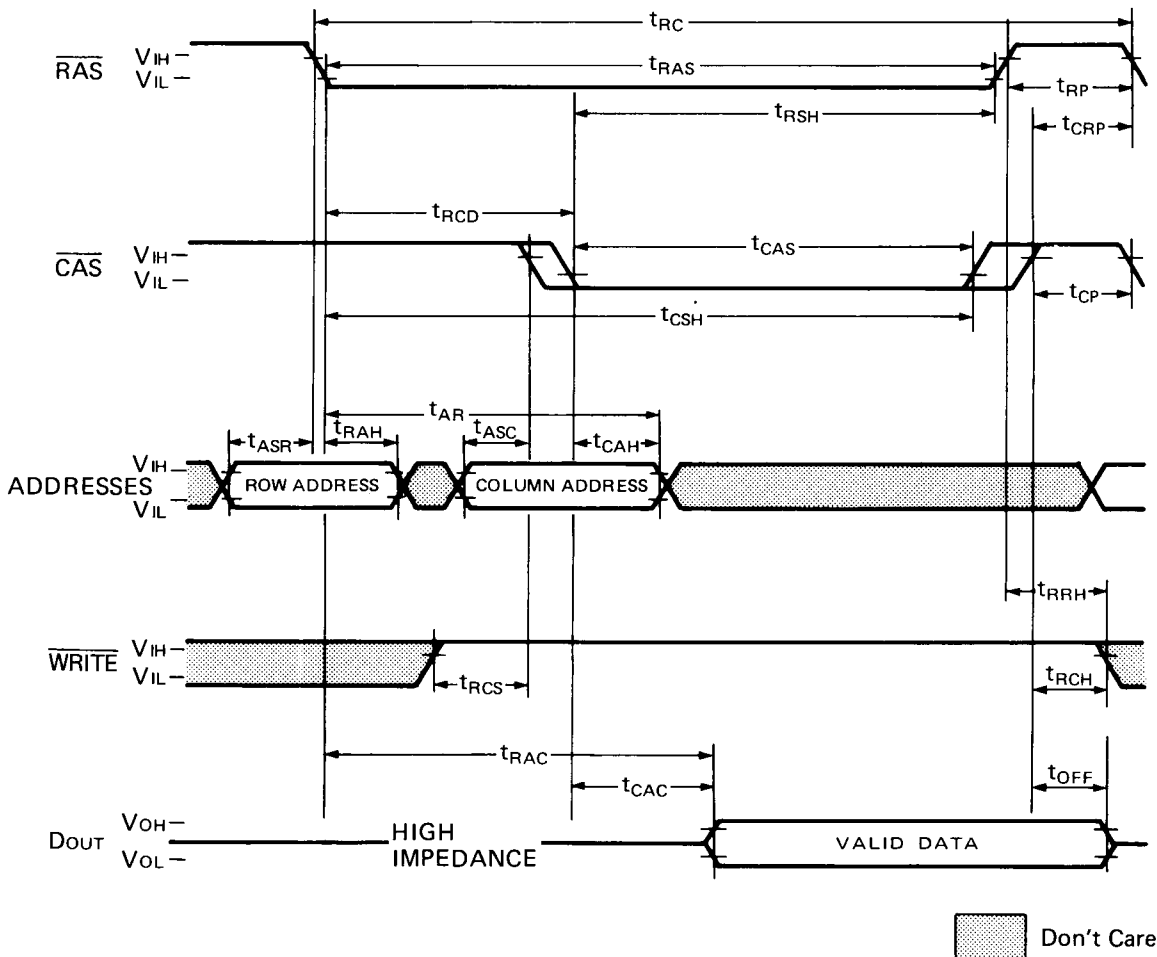 tRC
RAS
VIH
VIL
tRAS
tRP
tRSH
tCRP
tRCD
CAS
VIH
VIL
tCAS
tCP
tCSH
tAR
tASR
tRAH
tASC
tCAH
ADDRESSES
VIH
VIL
ROW ADDRESS
COLUMN ADDRESS
tRRH
WRITE
VIH
VIL
tRCS
tRCH
tRAC
tCAC
tOFF
DOUT
VOH
VOL
HIGH
IMPEDANCE
VALID DATA
Don't Care